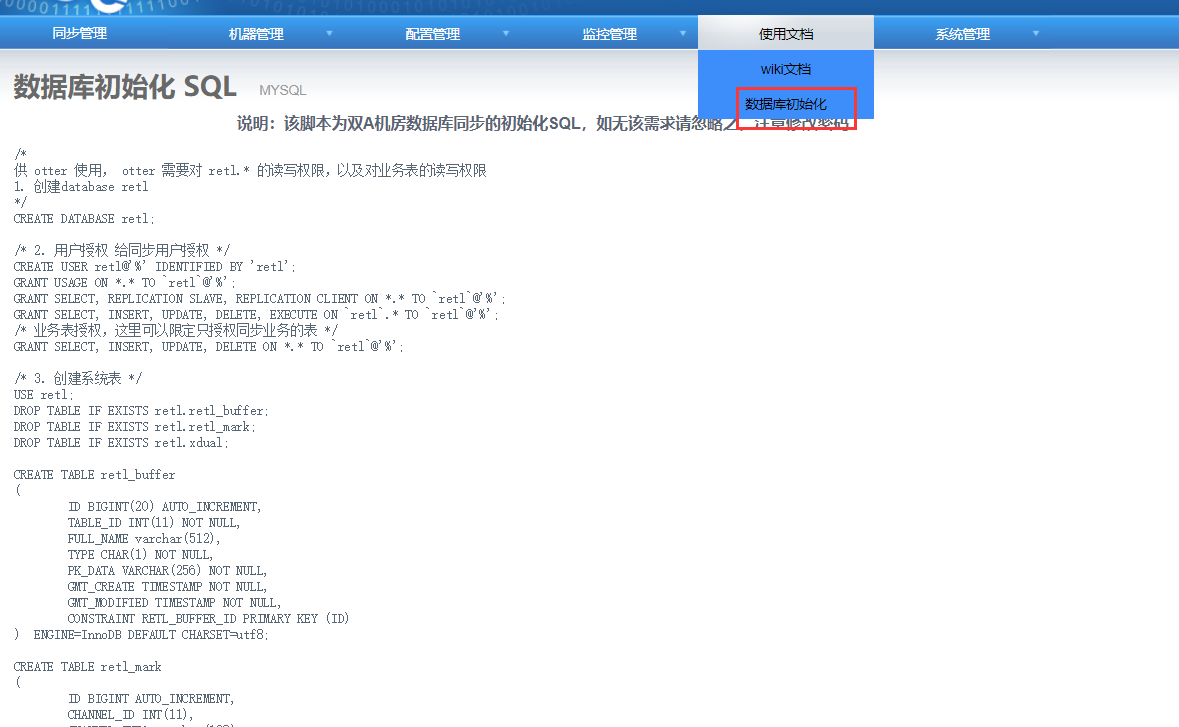 同步管理
机器管理
配置管理
监控管理
使用文档
系统管理
wiki文档
数据库初始化
数据库初始化 SQL MYSQL
说明：该脚本为双A机房数据库同步的初始化SQL，如无该需求请忽略之，注意修改密码
/*
供 otter 使用， otter 需要对 retl.* 的读写权限，以及对业务表的读写权限
1. 创建database retl
*/
CREATE DATABASE retl;
/* 2. 用户授权 给同步用户授权 */
CREATE USER retl@'%' IDENTIFIED BY 'retl';
GRANT USAGE ON *.* TO `retl`@'%';
GRANT SELECT, REPLICATION SLAVE, REPLICATION CLIENT ON *.* TO `retl`@'%';
GRANT SELECT, INSERT, UPDATE, DELETE, EXECUTE ON `retl`.* TO `retl`@'%';
/* 业务表授权，这里可以限定只授权同步业务的表 */
GRANT SELECT, INSERT, UPDATE, DELETE ON *.* TO `retl`@'%';
/* 3. 创建系统表 */
USE retl;
DROP TABLE IF EXISTS retl.retl_buffer;
DROP TABLE IF EXISTS retl.retl_mark;
DROP TABLE IF EXISTS retl.xdual;
CREATE TABLE retl_buffer
(
ID BIGINT(20) AUTO_INCREMENT,
TABLE_ID INT(11) NOT NULL,
FULL_NAME varchar(512),
TYPE CHAR(1) NOT NULL,
PK_DATA VARCHAR(256) NOT NULL,
GMT_CREATE TIMESTAMP NOT NULL,
GMT_MODIFIED TIMESTAMP NOT NULL,
CONSTRAINT RETL_BUFFER_ID PRIMARY KEY (ID)
) ENGINE=InnoDB DEFAULT CHARSET=utf8;
CREATE TABLE retl_mark
(
ID BIGINT AUTO_INCREMENT,
CHANNEL_ID INT(11),